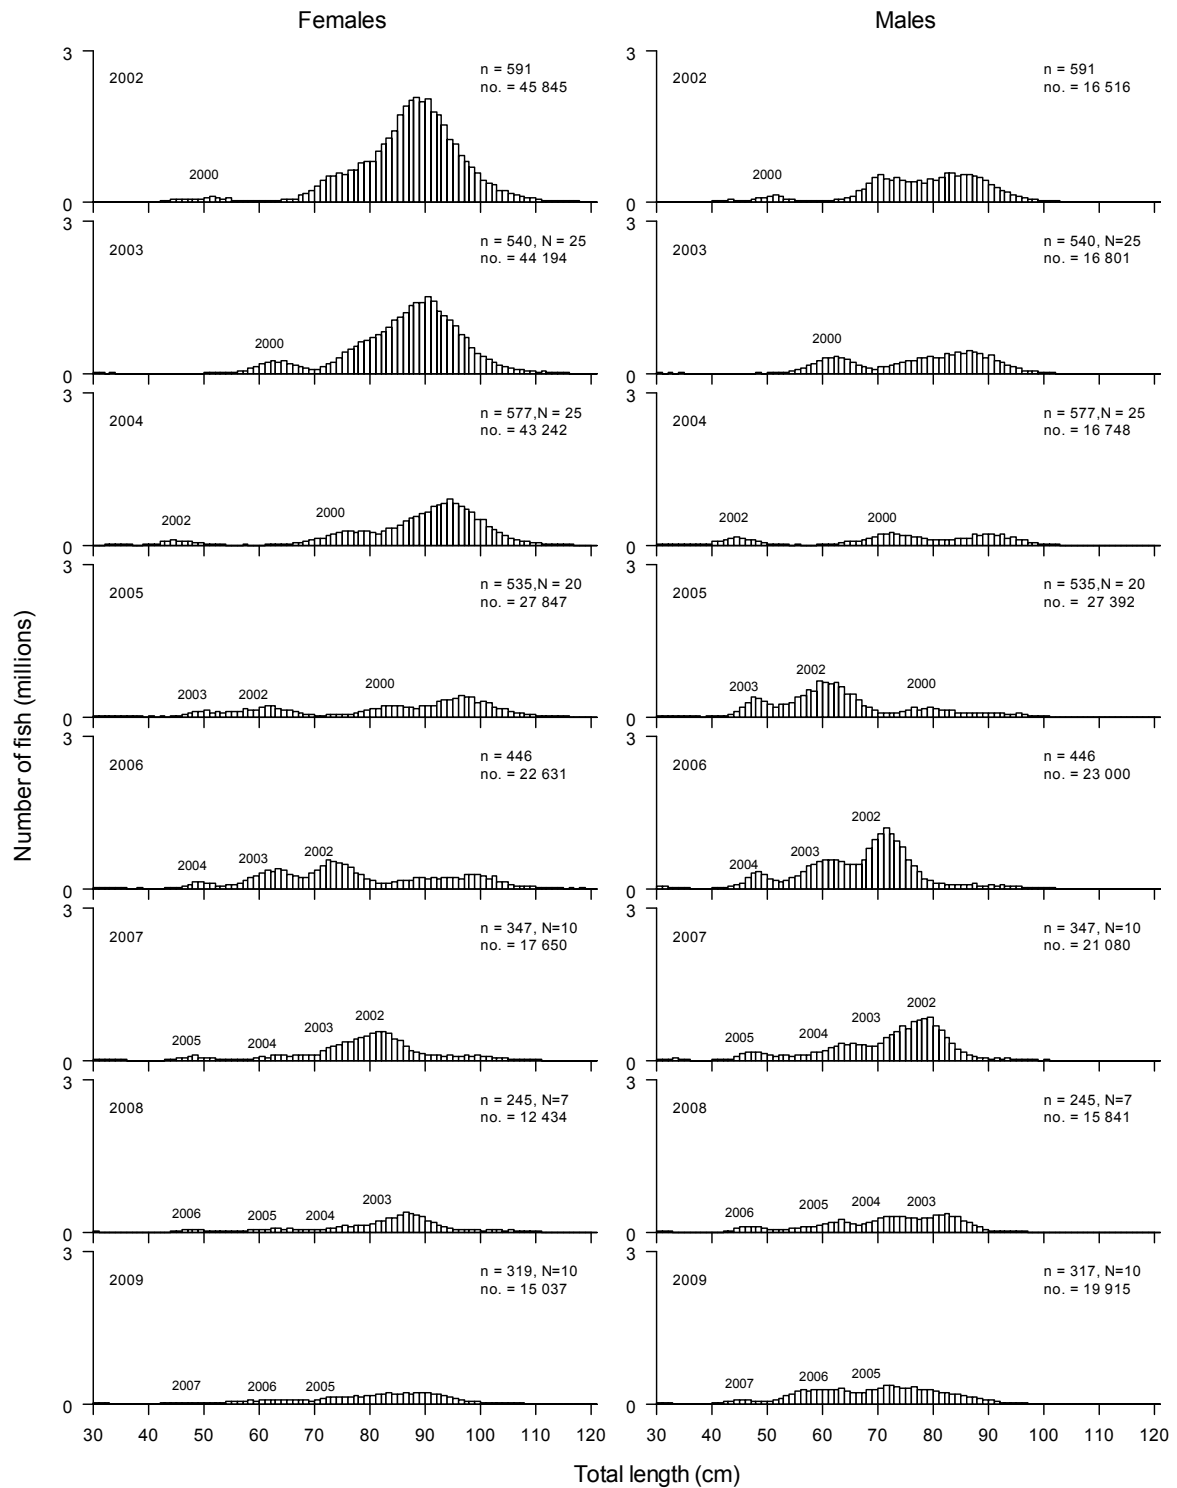 Females
Males
3
2002
n = 591
no. = 45 845
2000
0
2002
n = 591
no. = 16 516
2000
0
3
2003
n = 540, N = 25
no. = 44 194
2000
0
3
2003
n = 540, N=25
no. = 16 801
2000
0
3
2004
n = 577,N = 25
no. = 43 242
2002
2000
0
3
2004
n = 577,N = 25
no. = 16 748
2002
2000
0
3
2005
n = 535,N = 20
no. = 27 847
2003
2002
2000
0
3
2005
n = 535,N = 20
no. =  27 392
2003
2002
2000
0
3
2006
n = 446
no. = 22 631
2004
2003
2002
0
3
2006
n = 446
no. = 23 000
2004
2003
2002
0
3
2007
n = 347, N=10
no. = 17 650
2005
2004
2003
2002
0
3
2007
n = 347, N=10
no. = 21 080
2005
2004
2003
2002
0
3
2008
n = 245, N=7
no. = 12 434
2006
2005
2004
2003
0
3
2008
n = 245, N=7
no. = 15 841
2006
2005
2004
2003
0
3
2009
n = 319, N=10
no. = 15 037
2007
2006
2005
0
3
2009
n = 317, N=10
no. = 19 915
2007
2006
2005
0
30 40 50 60 70 80 90 100 110 120
30 40 50 60 70 80 90 100 110 120
Number of fish (millions)
Total length (cm)